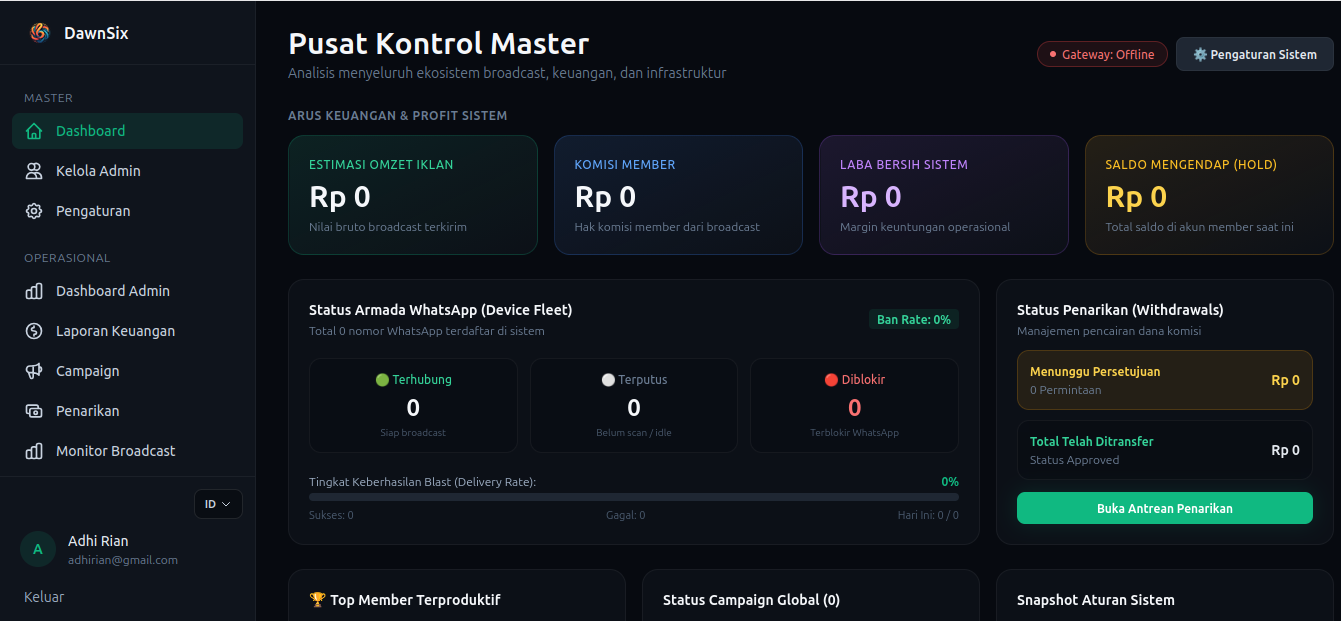 DawnSix
MASTER
Dashboard
Kelola Admin
Pengaturan
OPERASIONAL
Dashboard Admin
Laporan Keuangan
Campaign
Penarikan
Monitor Broadcast
ID
A
Adhi Rian
adhirian@gmail.com
Keluar
Pusat Kontrol Master
Analisis menyeluruh ekosistem broadcast, keuangan, dan infrastruktur
Gateway: Offline
Pengaturan Sistem
ARUS KEUANGAN & PROFIT SISTEM
ESTIMASI OMZET IKLAN
Rp 0
Nilai bruto broadcast terkirim
KOMISI MEMBER
Rp 0
Hak komisi member dari broadcast
LABA BERSIH SISTEM
Rp 0
Margin keuntungan operasional
SALDO MENGENDAP (HOLD)
Rp 0
Total saldo di akun member saat ini
Status Armada WhatsApp (Device Fleet)
Total 0 nomor WhatsApp terdaftar di sistem
Ban Rate: 0%
Terhubung
0
Siap broadcast
Terputus
0
Belum scan / idle
Diblokir
0
Terblokir WhatsApp
Tingkat Keberhasilan Blast (Delivery Rate):
0%
Sukses: 0
Gagal: 0
Hari Ini: 0 / 0
Status Penarikan (Withdrawals)
Manajemen pencairan dana komisi
Menunggu Persetujuan
0 Permintaan
Rp 0
Total Telah Ditransfer
Status Approved
Rp 0
Buka Antrean Penarikan
🏆 Top Member Terproduktif
Status Campaign Global (0)
Snapshot Aturan Sistem